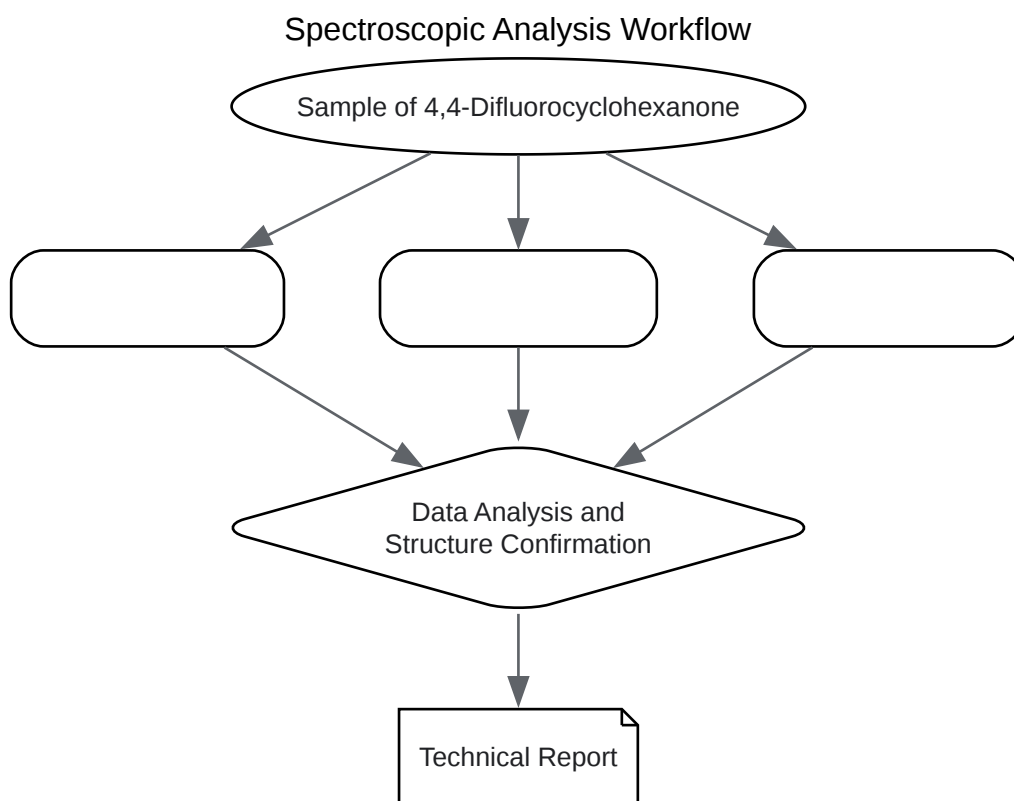 Spectroscopic Analysis Workflow
Sample of 4,4-Difluorocyclohexanone
Data Analysis and
Structure Confirmation
Technical Report